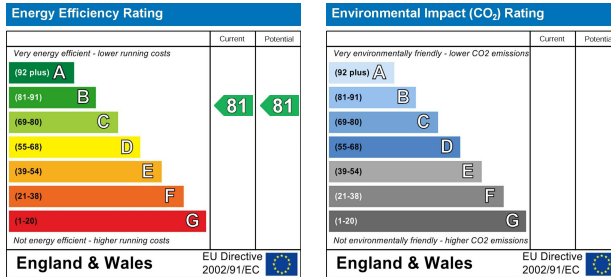 Energy Efficiency Rating
Current Potential
Very energy efficient - lower running costs
(92 plus) A
(81-91) B
81 81
(69-80) C
(55-68) D
(39-54) E
(21-38) F
(1-20) G
Not energy efficient - higher running costs
England & Wales
EU Directive
2002/91/EC
Environmental Impact (CO₂) Rating
Current Potential
Very environmentally friendly - lower CO2 emissions
(92 plus) A
(81-91) B
(69-80) C
(55-68) D
(39-54) E
(21-38) F
(1-20) G
Not environmentally friendly - higher CO2 emissions
England & Wales
EU Directive
2002/91/EC